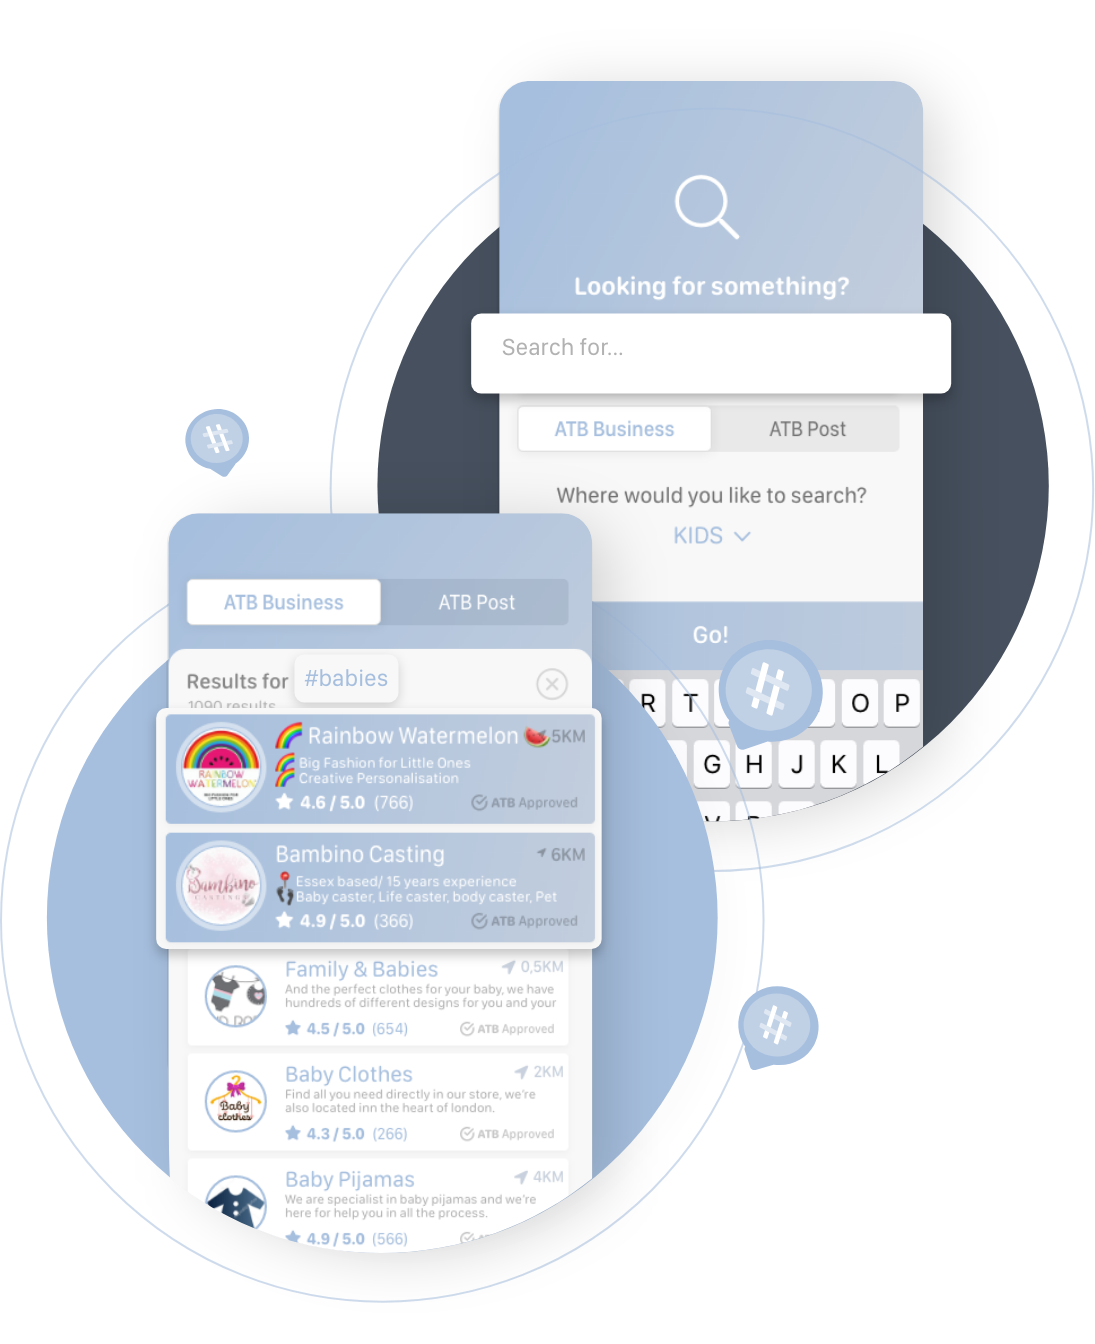 Looking for something?
Search for...
ATB Business
ATB Post
Where would you like to search?
KIDS
Go!
R T O P
G H J K L
ATB Business
ATB Post
Results for #babies
1090 results
RAINBOW
WATERMELON
🌈 Rainbow Watermelon 🍉 5KM
Big Fashion for Little Ones
Creative Personalisation
4.6 / 5.0 (766)
ATB Approved
Bambino
Bambino Casting
6KM
Essex based/ 15 years experience
Baby caster, Life caster, body caster, Pet
4.9 / 5.0 (366)
ATB Approved
Family & Babies
0,5KM
And the perfect clothes for your baby, we have
hundreds of different designs for you and your
4.5 / 5.0 (654)
ATB Approved
Baby
clothes
Baby Clothes
2KM
Find all you need directly in our store, we're
also located inn the heart of london.
4.3 / 5.0 (266)
ATB Approved
Baby Pijamas
4KM
We are specialist in baby pijamas and we're
here for help you in all the process.
4.9 / 5.0 (566)